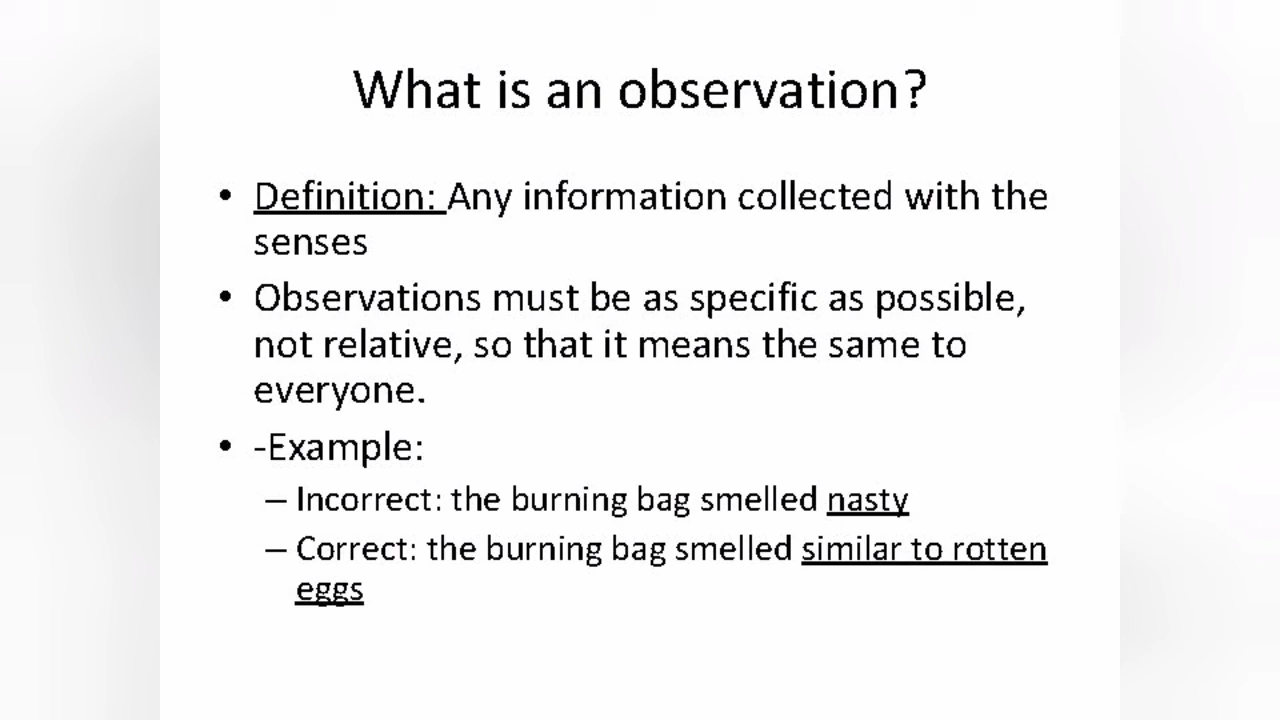 What is an observation?
• Definition: Any information collected with the
senses
• Observations must be as specific as possible,
not relative, so that it means the same to
everyone.
• -Example:
– Incorrect: the burning bag smelled nasty
– Correct: the burning bag smelled similar to rotten
eggs